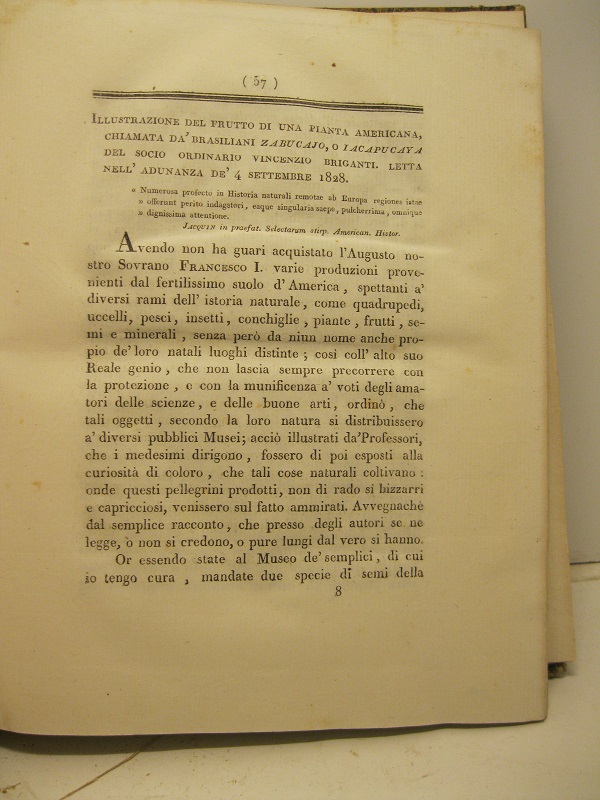 ( 57 )
ILLUSTRAZIONE DEL FRUTTO DI UNA PIANTA AMERICANA,
CHIAMATA DA' BRASILIANI ZABUCAJO, O IACAPUCAYA
DEL SOCIO ORDINARIO VINCENZIO BRIGANTI. LETTA
NELL' ADUNANZA DE' 4 SETTEMBRE 1828.
« Numerosa profecto in Historia naturali remotae ab Europa regiones istae
» offerunt perito indagatori, eaque singularia saepe, pulcherrima, omnique
» dignissima attentione.
JACQUIN in praefat. Selectarum stirp. American. Histor.
Avendo non ha guari acquistato l'Augusto no-
stro Sovrano FRANCESCO I. varie produzioni prove-
nienti dal fertilissimo suolo d'America, spettanti a'
diversi rami dell' istoria naturale, come quadrupedi,
uccelli, pesci, insetti, conchiglie, piante, frutti, se-
mi e minerali, senza però da niun nome anche pro-
pio de' loro natali luoghi distinte; così coll' alto suo
Reale genio, che non lascia sempre precorrere con
la protezione, e con la munificenza a' voti degli ama-
tori delle scienze, e delle buone arti, ordinò, che
tali oggetti, secondo la loro natura si distribuissero
a' diversi pubblici Musei; acciò illustrati da'Professori,
che i medesimi dirigono, fossero di poi esposti alla
curiosità di coloro, che tali cose naturali coltivano:
onde questi pellegrini prodotti, non di rado sì bizzarri
e capricciosi, venissero sul fatto ammirati. Avvegnachè
dal semplice racconto, che presso degli autori se ne
legge, o non si credono, o pure lungi dal vero si hanno.
Or essendo state al Museo de' semplici, di cui
io tengo cura, mandate due specie di semi della
8